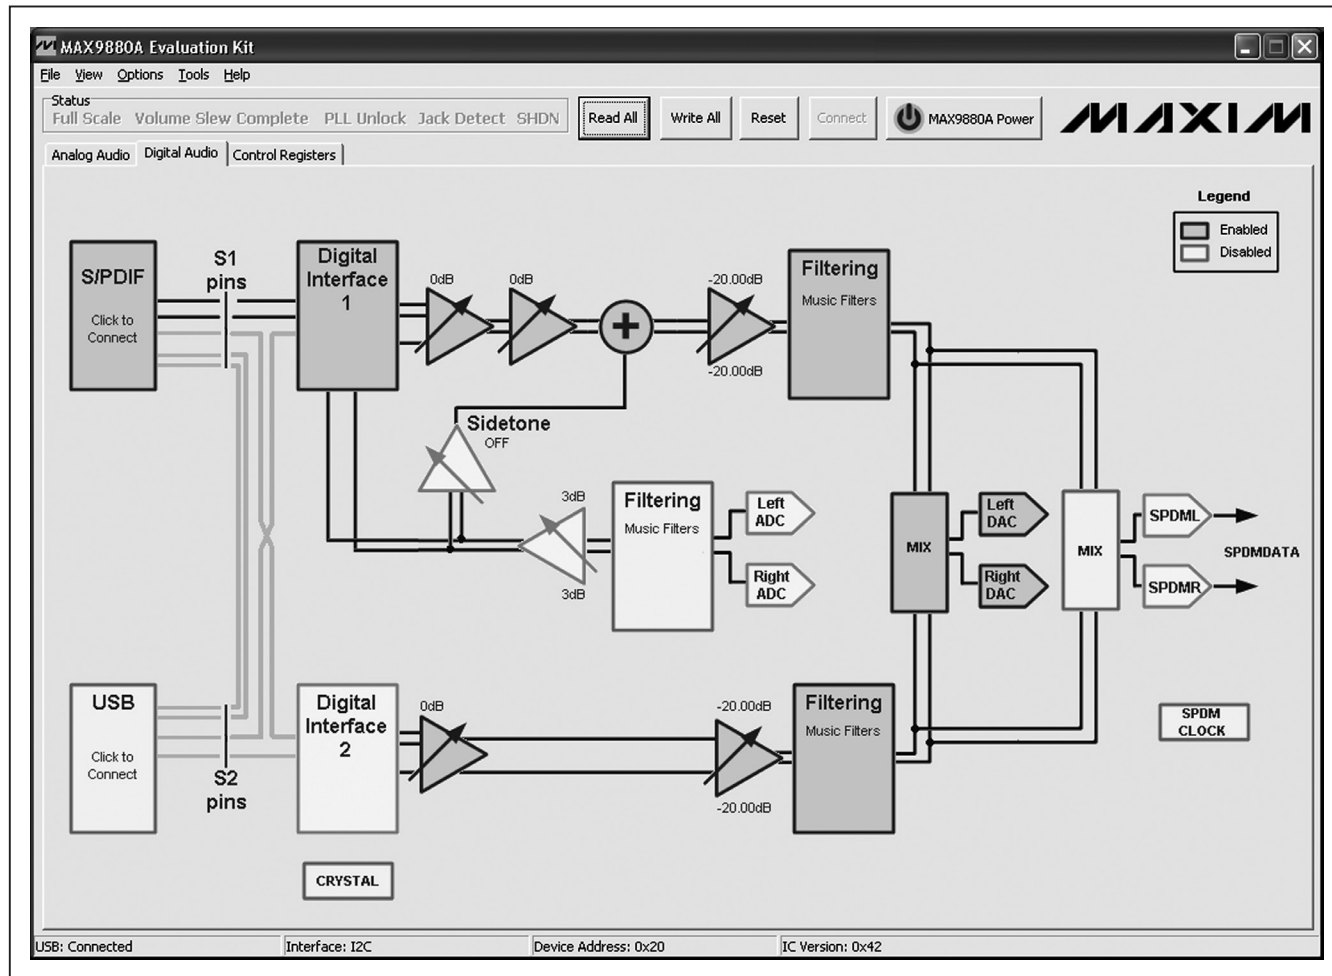 MAX9880A Evaluation Kit
File View Options Tools Help
Status
Full Scale Volume Slew Complete PLL Unlock Jack Detect SHDN
Read All
Write All
Reset
Connect
MAX9880A Power
MAXIM
Analog Audio
Digital Audio
Control Registers
Legend
Enabled
Disabled
S/PDIF
Click to
Connect
S1
pins
Digital
Interface
1
0dB
0dB
+
-20.00dB
-20.00dB
Filtering
Music Filters
Sidetone
OFF
3dB
3dB
Filtering
Music Filters
Left
ADC
Right
ADC
MIX
Left
DAC
Right
DAC
MIX
SPDML
SPDMR
SPDMDATA
USB
Click to
Connect
S2
pins
Digital
Interface
2
0dB
-20.00dB
-20.00dB
Filtering
Music Filters
SPDM
CLOCK
CRYSTAL
USB: Connected
Interface: I2C
Device Address: 0x20
IC Version: 0x42